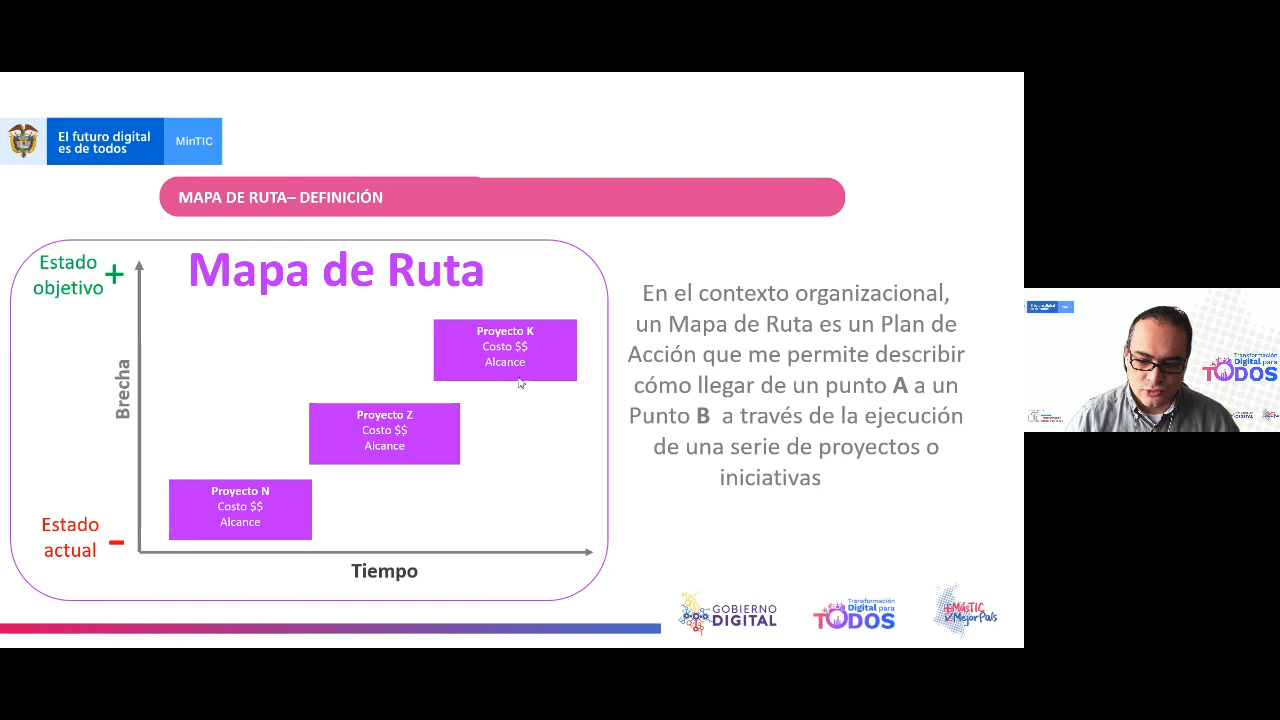 El futuro digital
es de todos
MinTIC
MAPA DE RUTA– DEFINICIÓN
Mapa de Ruta
Estado
objetivo
+
Brecha
Proyecto K
Costo $$
Alcance
Proyecto Z
Costo $$
Alcance
Proyecto N
Costo $$
Alcance
Estado
actual
-
Tiempo
En el contexto organizacional,
un Mapa de Ruta es un Plan de
Acción que me permite describir
cómo llegar de un punto A a un
Punto B a través de la ejecución
de una serie de proyectos o
iniciativas
GOBIERNO
DIGITAL
Transformación
Digital para
TODOS
+MásTIC
MejorPaís
Transformación
Digital para
TODOS